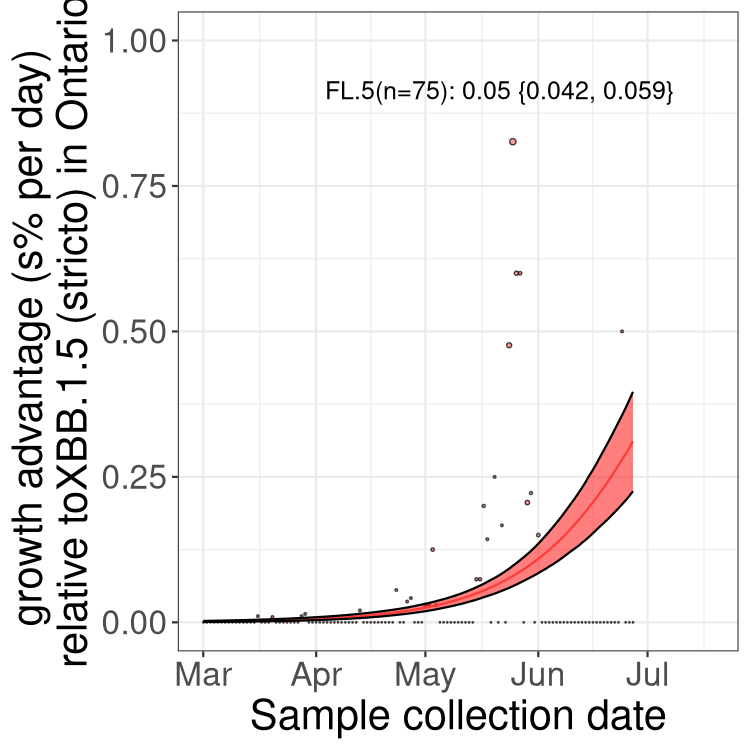 growth advantage (s% per day)
relative toXBB.1.5 (stricto) in Ontario
1.00
0.75
0.50
0.25
0.00
FL.5(n=75): 0.05 {0.042, 0.059}
Mar Apr May Jun Jul
Sample collection date